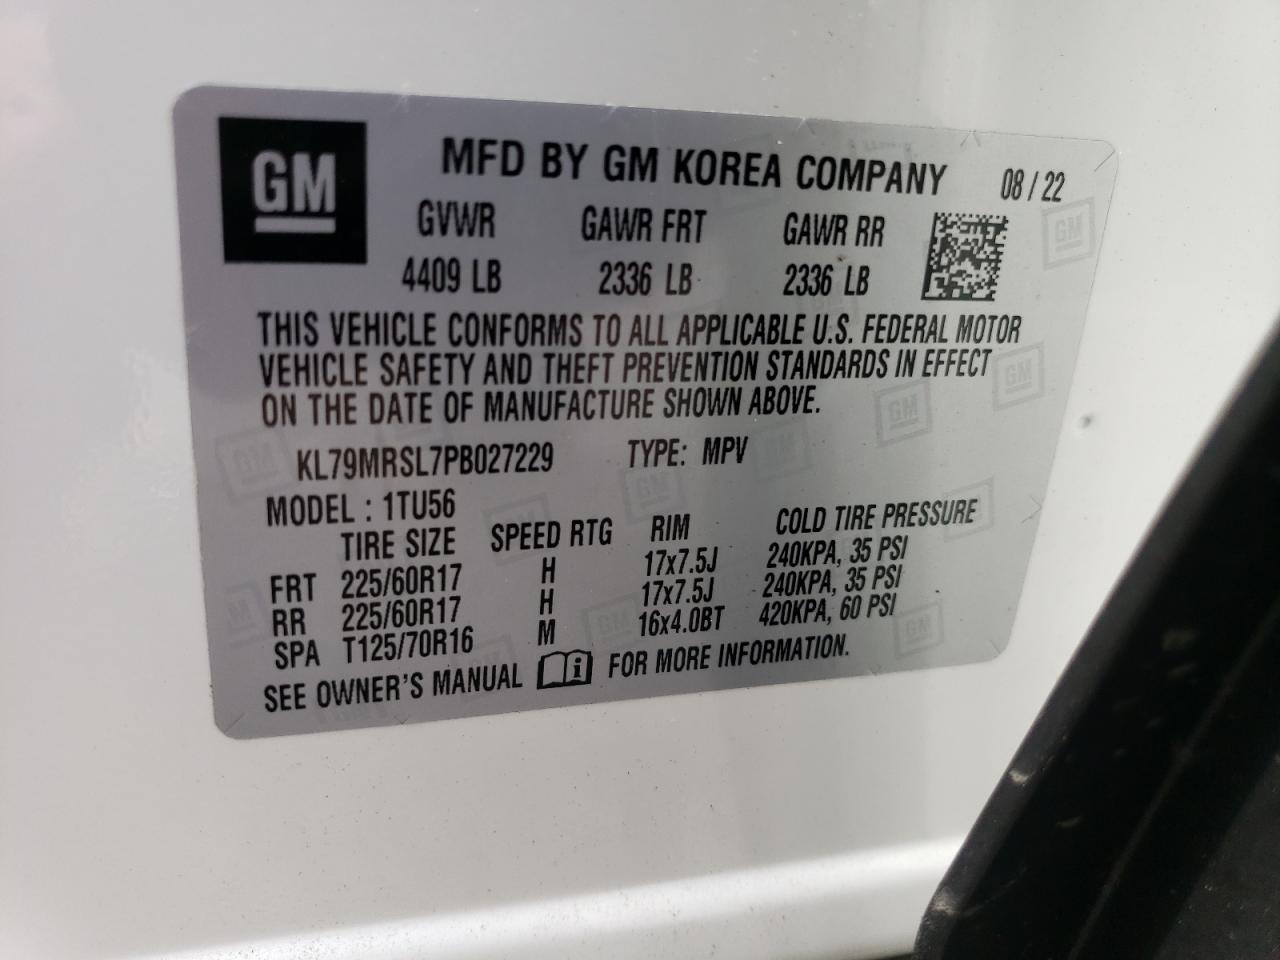 GM
MFD BY GM KOREA COMPANY 08 / 22
GVWR GAWR FRT GAWR RR
4409 LB 2336 LB 2336 LB
THIS VEHICLE CONFORMS TO ALL APPLICABLE U.S. FEDERAL MOTOR
VEHICLE SAFETY AND THEFT PREVENTION STANDARDS IN EFFECT
ON THE DATE OF MANUFACTURE SHOWN ABOVE.
KL79MRSL7PB027229 TYPE: MPV
MODEL : 1TU56
TIRE SIZE SPEED RTG RIM COLD TIRE PRESSURE
FRT 225/60R17 H 17x7.5J 240KPA, 35 PSI
RR 225/60R17 H 17x7.5J 240KPA, 35 PSI
SPA T125/70R16 M 16x4.0BT 420KPA, 60 PSI
SEE OWNER'S MANUAL i FOR MORE INFORMATION.